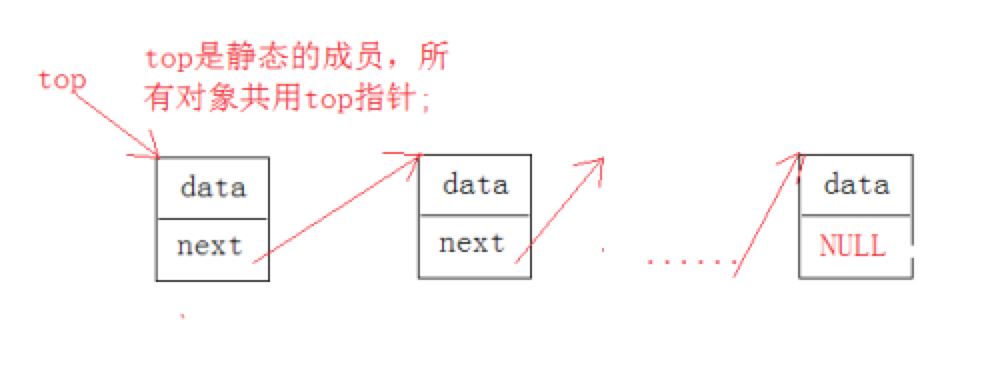 top是静态的成员，所
top
有对象共用top指针;
data
data
data
next
next
NULL
......